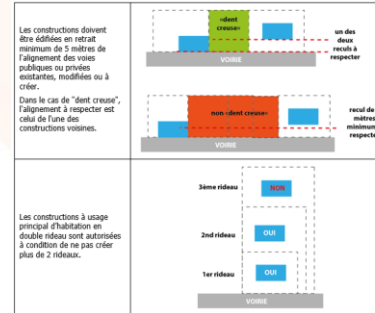 Les constructions doivent
être édifiées en retrait
minimum de 5 mètres de
l'alignement des voies
publiques ou privées
existantes, modifiées ou à
créer.
Dans le cas de "dent creuse",
l'alignement à respecter est
celui de l'une des
constructions voisines.
«dent
creuse»
un des
deux
reculs à
respecter
VOIRIE
non «dent creuse»
recul de
mètres
minimum
respecte
VOIRIE
Les constructions à usage
principal d'habitation en
double rideau sont autorisées
à condition de ne pas créer
plus de 2 rideaux.
3ème rideau
NON
2nd rideau
OUI
1er rideau
OUI
VOIRIE